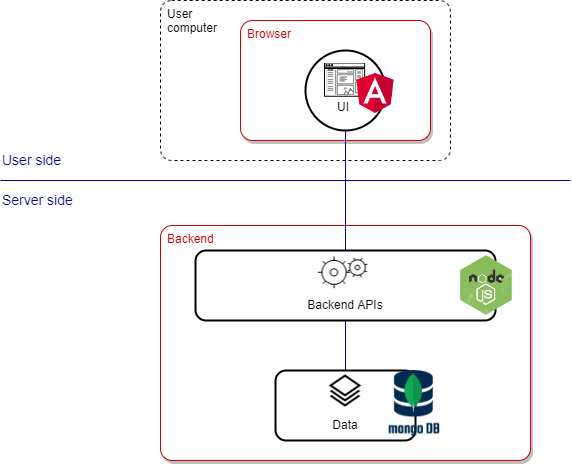 User
computer
Browser
A
UI
User side
Server side
Backend
node
JS
Backend APIs
Data
mongo DB